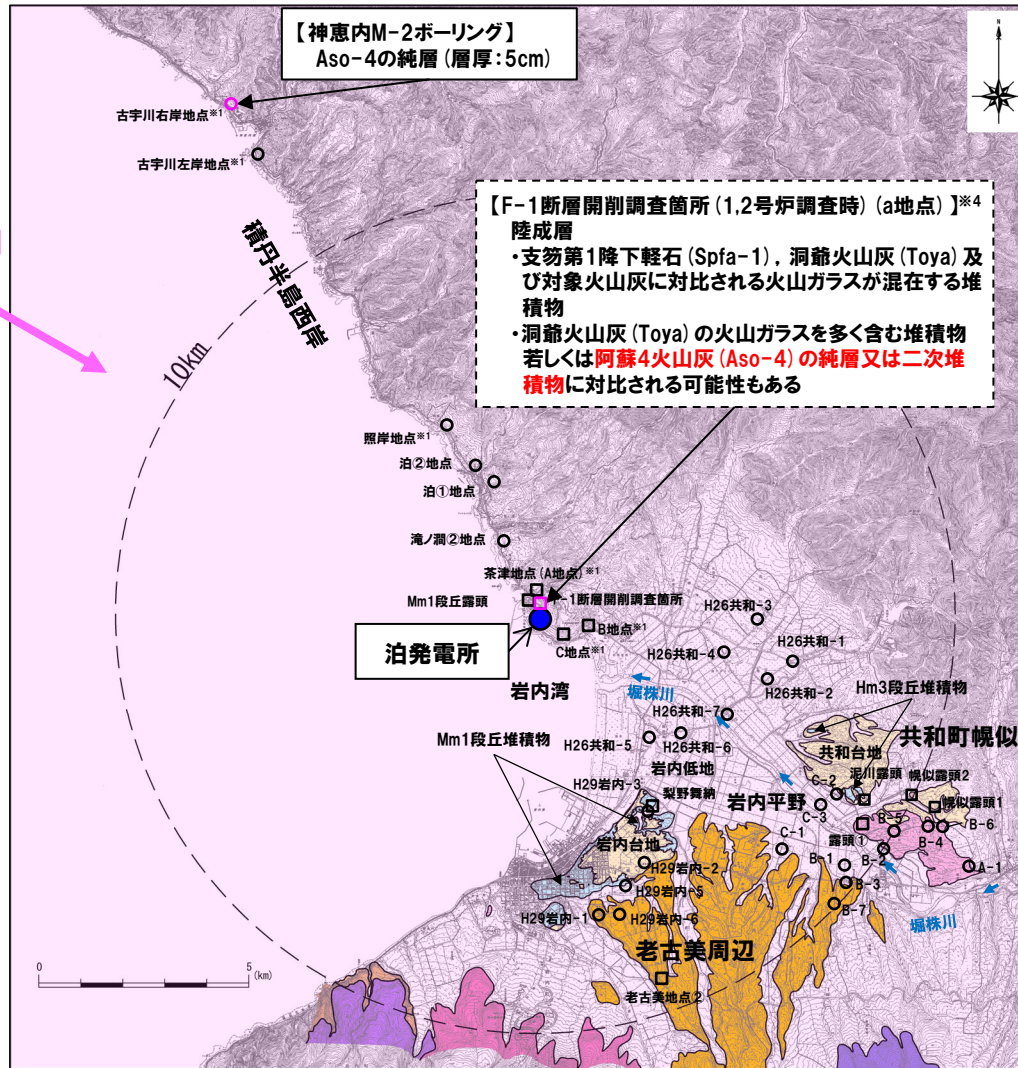 【神恵内M-2ボーリング】
Aso-4の純層(層厚:5cm)
N
古宇川右岸地点※1
古宇川左岸地点※1
積丹半島西岸
10km
【F-1断層開削調査箇所(1,2号炉調査時)(a地点)】※4
陸成層
・支笏第1降下軽石(Spfa-1),洞爺火山灰(Toya)及
び対象火山灰に対比される火山ガラスが混在する堆
積物
・洞爺火山灰(Toya)の火山ガラスを多く含む堆積物
若しくは阿蘇4火山灰(Aso-4)の純層又は二次堆
積物に対比される可能性もある
照岸地点※1
泊②地点
泊①地点
滝ノ澗②地点
茶津地点(A地点)※1
Mm1段丘露頭
-1断層開削調査箇所
B地点※1
C地点※1
泊発電所
岩内湾
H26共和-3
H26共和-1
H26共和-4
H26共和-2
堀株川
Hm3段丘堆積物
H26共和-7
H26共和-5
H26共和-6
岩内低地
Mm1段丘堆積物
共和台地
共和町幌似
H29岩内-3
梨野舞納
C-2
泥川露頭
幌似露頭2
岩内平野
C-3
幌似露頭1
B-5
B-6
岩内台地
C-1
露頭①
B-4
H29岩内-2
B-1
B-2
A-1
H29岩内-5
B-3
H29岩内-1
H29岩内-6
B-7
堀株川
老古美周辺
老古美地点②
0
5
(km)